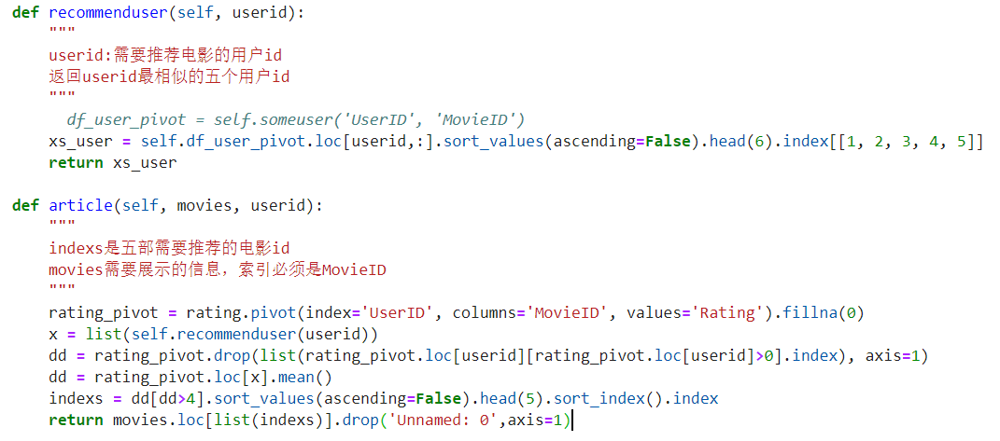 def recommenduser(self, userid):
    """
    userid:需要推荐电影的用户id
    返回userid最相似的五个用户id
    """
      df_user_pivot = self.someuser('UserID', 'MovieID')
    xs_user = self.df_user_pivot.loc[userid,:].sort_values(ascending=False).head(6).index[[1, 2, 3, 4, 5]]
    return xs_user
def article(self, movies, userid):
    """
    indexs是五部需要推荐的电影id
    movies需要展示的信息，索引必须是MovieID
    """
    rating_pivot = rating.pivot(index='UserID', columns='MovieID', values='Rating').fillna(0)
    x = list(self.recommenduser(userid))
    dd = rating_pivot.drop(list(rating_pivot.loc[userid][rating_pivot.loc[userid]>0].index), axis=1)
    dd = rating_pivot.loc[x].mean()
    indexs = dd[dd>4].sort_values(ascending=False).head(5).sort_index().index
    return movies.loc[list(indexs)].drop('Unnamed: 0',axis=1)